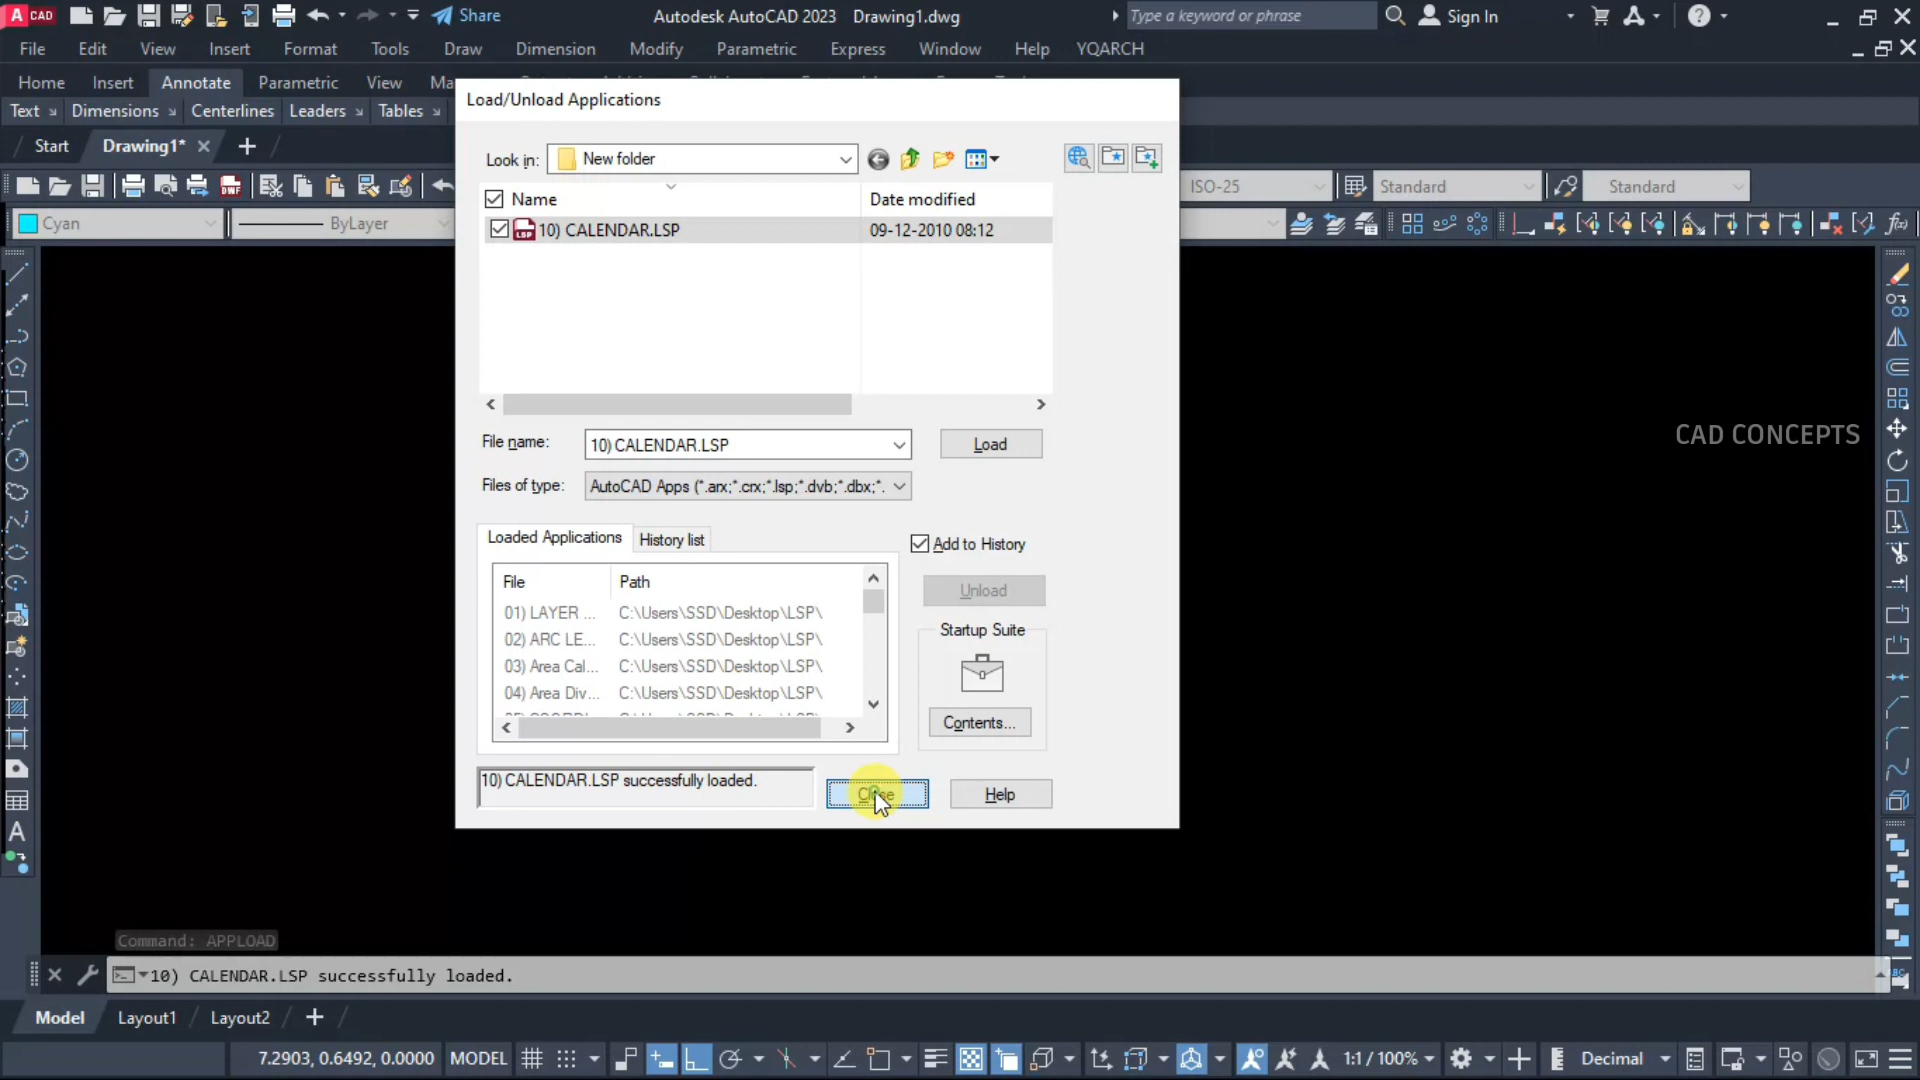 A CAD
Share
Autodesk AutoCAD 2023 Drawing1.dwg
Type a keyword or phrase
Sign In
File Edit View Insert Format Tools Draw Dimension Modify Parametric Express Window Help YQARCH
Home Insert Annotate Parametric View Ma
Text Dimensions Centerlines Leaders Tables
Start Drawing1*
Load/Unload Applications
Look in: New folder
Name Date modified
10) CALENDAR.LSP 09-12-2010 08:12
DWF
ISO-25 Standard Standard
Cyan ByLayer
File name: 10) CALENDAR.LSP Load
Files of type: AutoCAD Apps (*.arx;*.crx;*.lsp;*.dvb;*.dbx;*.
Loaded Applications History list
Add to History
File Path
01) LAYER ... C:\Users\SSD\Desktop\LSP\
02) ARC LE... C:\Users\SSD\Desktop\LSP\
03) Area Cal... C:\Users\SSD\Desktop\LSP\
04) Area Div... C:\Users\SSD\Desktop\LSP\
Unload
Startup Suite
Contents...
10) CALENDAR.LSP successfully loaded.
Close Help
CAD CONCEPTS
Command: APPLOAD
10) CALENDAR.LSP successfully loaded.
Model Layout1 Layout2
7.2903, 0.6492, 0.0000 MODEL 1:1 / 100% Decimal